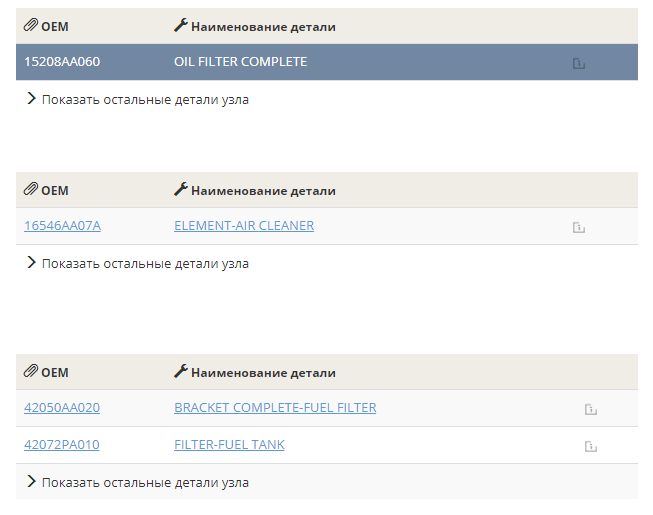 OEM Наименование детали
15208AA060 OIL FILTER COMPLETE
Показать остальные детали узла
OEM Наименование детали
16546AA07A ELEMENT-AIR CLEANER
Показать остальные детали узла
OEM Наименование детали
42050AA020 BRACKET COMPLETE-FUEL FILTER
42072PA010 FILTER-FUEL TANK
Показать остальные детали узла